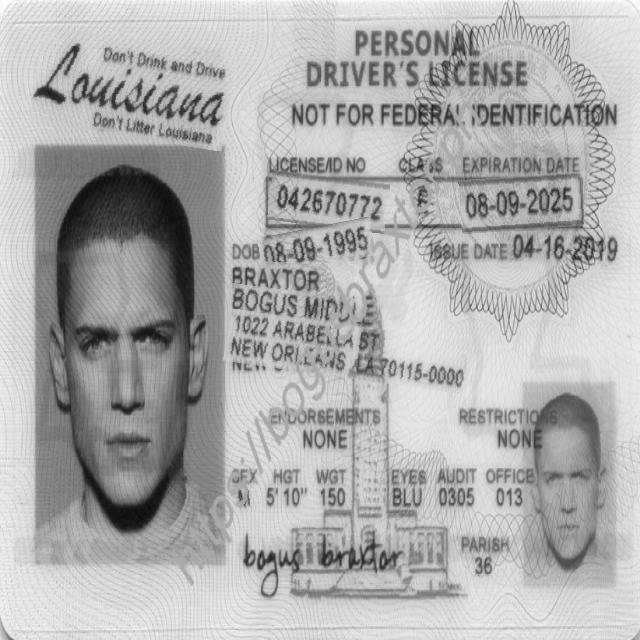 Don't Drink and Drive
Louisiana
Don't Litter Louisiana
PERSONAL
DRIVER'S LICENSE
NOT FOR FEDERAL IDENTIFICATION
LICENSE/ID NO CLASS EXPIRATION DATE
042670772 E 08-09-2025
DOB 08-09-1995 ISSUE DATE 04-16-2019
BRAXTOR
BOGUS MIDDLE
1022 ARABELLA ST
NEW ORLEANS, LA 70115-0000
ENDORSEMENTS RESTRICTIONS
NONE NONE
SEX HGT WGT EYES AUDIT OFFICE
M 5'10" 150 BLU 0305 013
PARISH
36
bogus braxtor